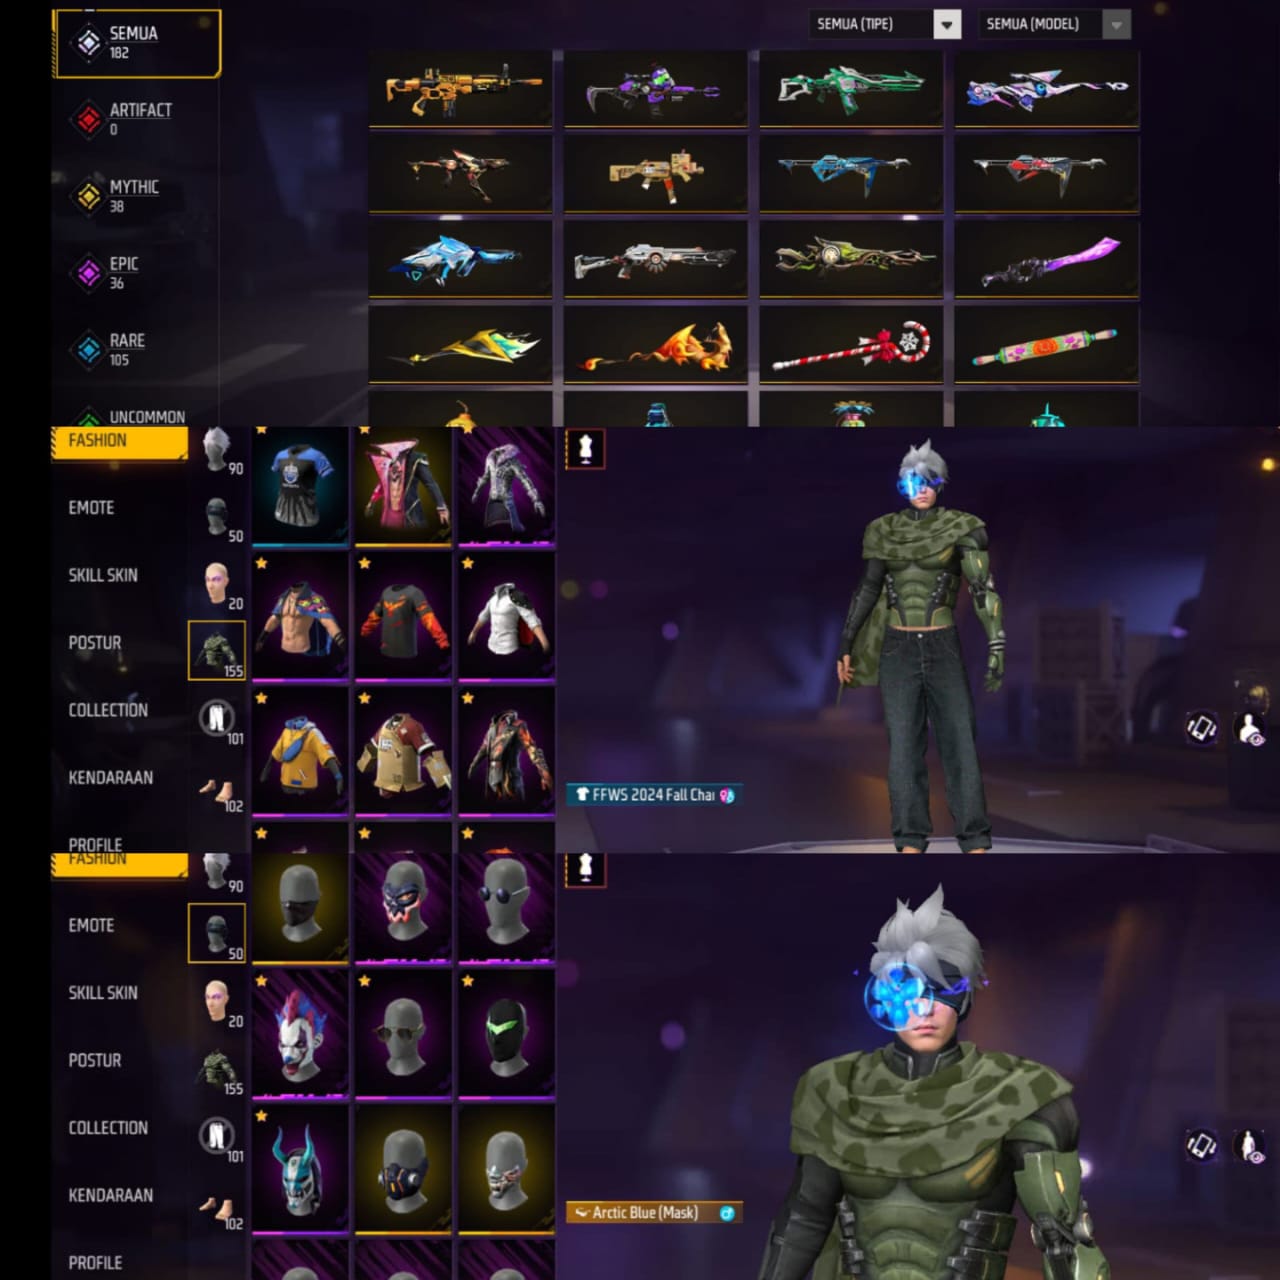 SEMUA
182
SEMUA (TIPE)
SEMUA (MODEL)
ARTIFACT
0
MYTHIC
38
EPIC
36
RARE
105
UNCOMMON
FASHION
90
EMOTE
50
SKILL SKIN
20
POSTUR
155
COLLECTION
101
KENDARAAN
102
FFWS 2024 Fall Chai
PROFILE
FASHION
90
EMOTE
50
SKILL SKIN
20
POSTUR
155
COLLECTION
101
KENDARAAN
102
Arctic Blue (Mask)
PROFILE